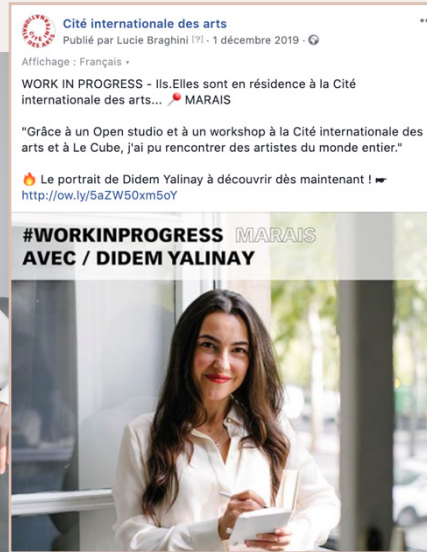 Cité internationale des arts
Publié par Lucie Braghini [?] · 1 décembre 2019 ·
Affichage : Français
WORK IN PROGRESS - Ils.Elles sont en résidence à la Cité
internationale des arts... 📍 MARAIS
"Grâce à un Open studio et à un workshop à la Cité internationale des
arts et à Le Cube, j'ai pu rencontrer des artistes du monde entier."
🔥 Le portrait de Didem Yalinay à découvrir dès maintenant ! ☛
http://ow.ly/5aZW50xm5oY
#WORKINPROGRESS MARAIS
AVEC / DIDEM YALINAY